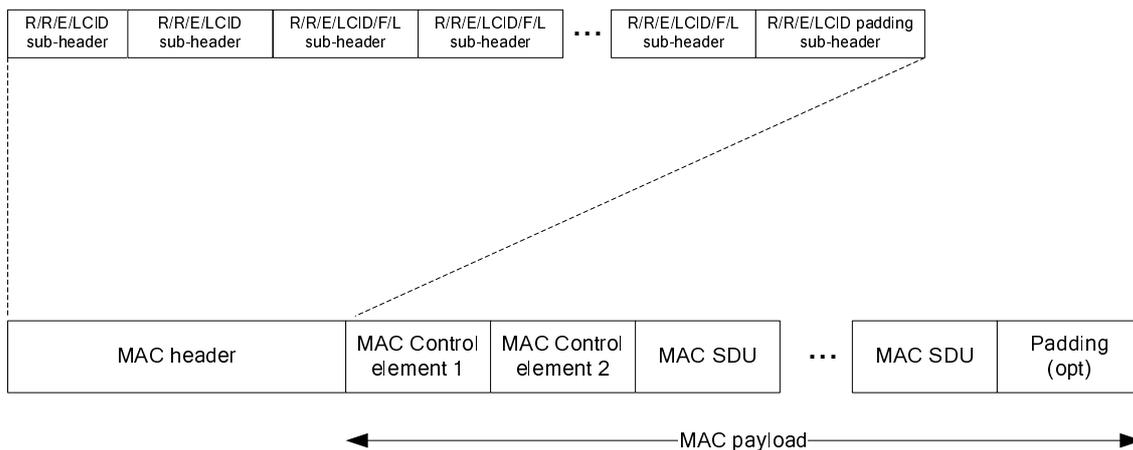 R/R/E/LCID
sub-header
R/R/E/LCID
sub-header
R/R/E/LCID/F/L
sub-header
R/R/E/LCID/F/L
sub-header
...
R/R/E/LCID/F/L
sub-header
R/R/E/LCID padding
sub-header
MAC header
MAC Control
element 1
MAC Control
element 2
MAC SDU
...
MAC SDU
Padding
(opt)
MAC payload